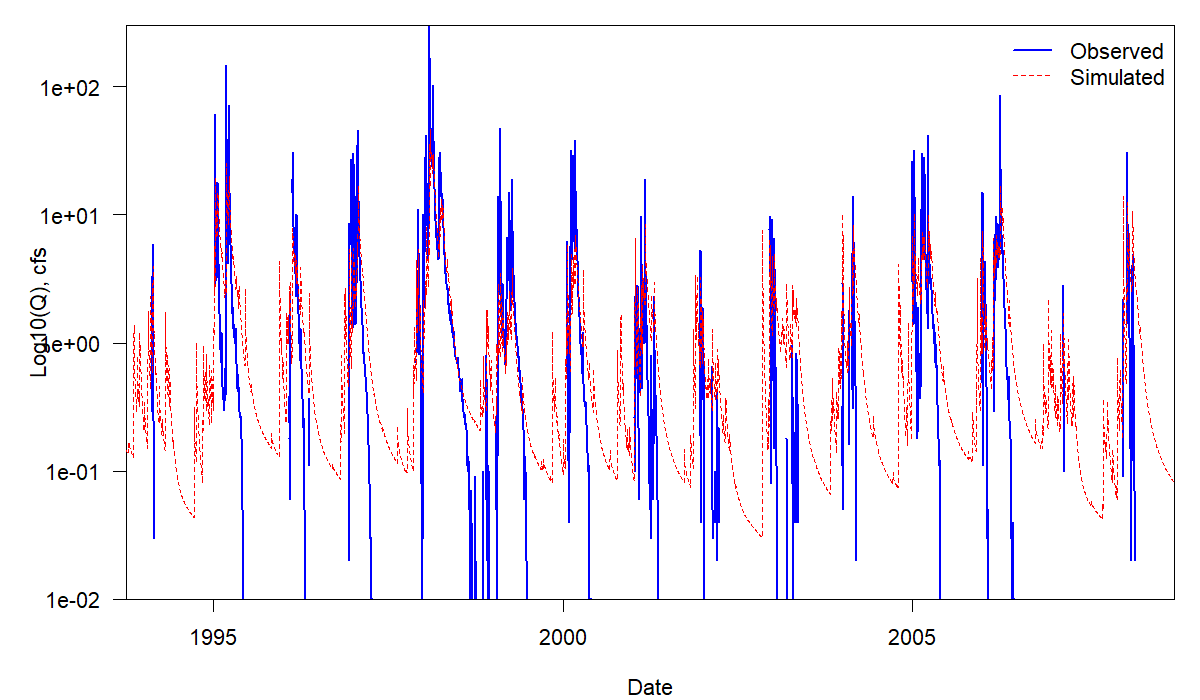 Observed
Simulated
1e+02
1e+01
1e+00
1e-01
1e-02
Log10(Q), cfs
1995 2000 2005
Date